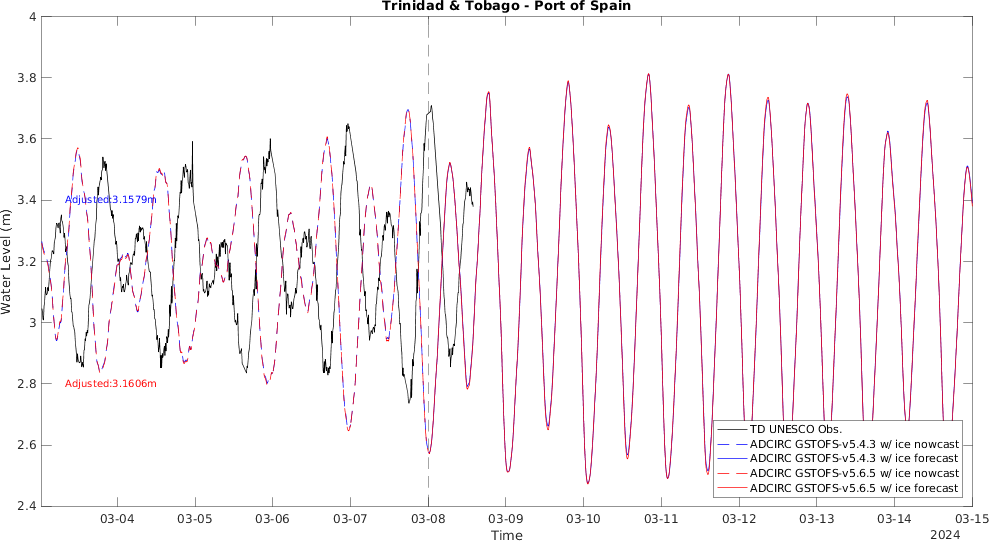 Trinidad & Tobago - Port of Spain
4
3.8
3.6
3.4
3.2
3
2.8
2.6
2.4
Water Level (m)
Adjusted:3.1579m
Adjusted:3.1606m
TD UNESCO Obs.
ADCIRC GSTOFS-v5.4.3 w/ ice nowcast
ADCIRC GSTOFS-v5.4.3 w/ ice forecast
ADCIRC GSTOFS-v5.6.5 w/ ice nowcast
ADCIRC GSTOFS-v5.6.5 w/ ice forecast
03-04 03-05 03-06 03-07 03-08 03-09 03-10 03-11 03-12 03-13 03-14 03-15
Time
2024